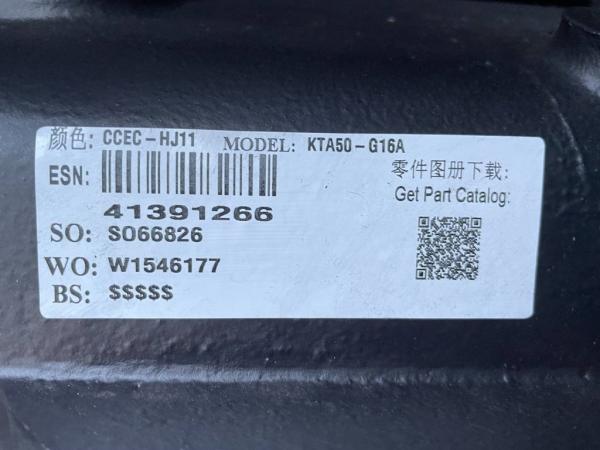 颜色: CCEC-HJ11 MODEL: KTA50-G16A
ESN:
41391266
SO: SO66826
WO: W1546177
BS: $$$$$
零件图册下载:
Get Part Catalog: